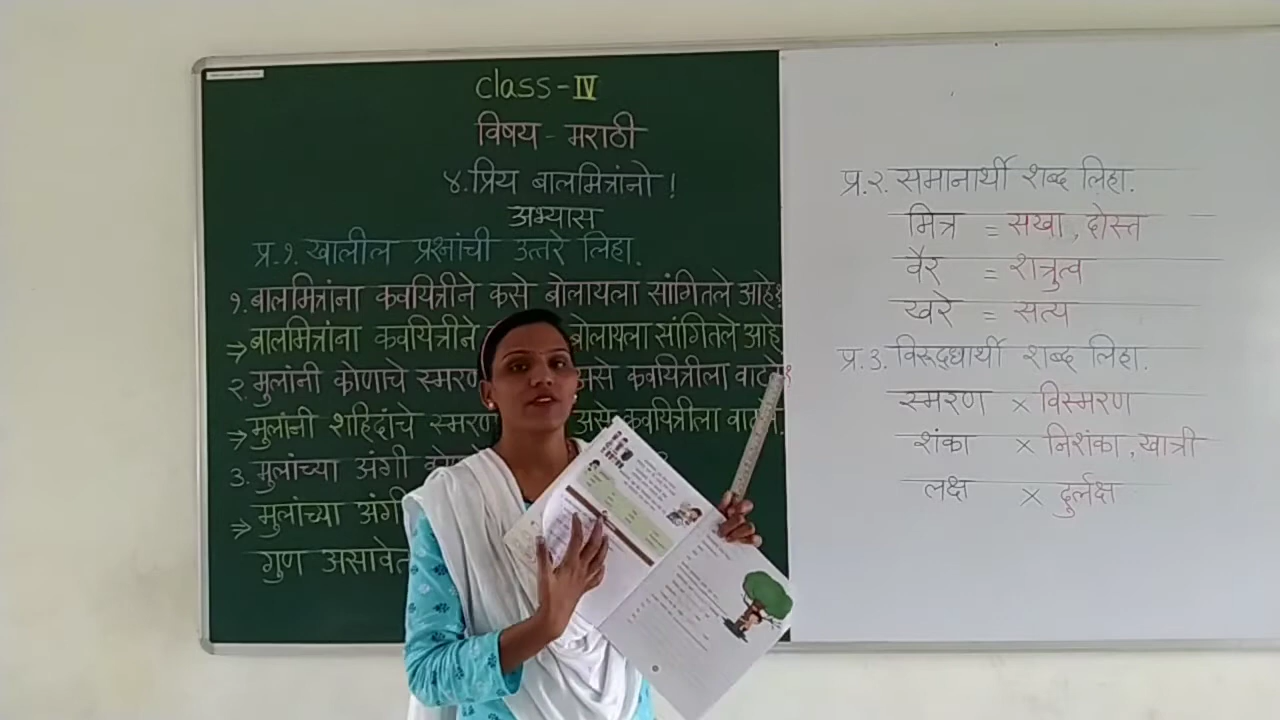 Class-IV
विषय - मराठी
४. प्रिय बालमित्रांनो !
अभ्यास
प्र.१. खालील प्रश्नांची उत्तरे लिहा.
१. बालमित्रांना कवयित्रीने कसे बोलायला सांगितले आहे?
⇒ बालमित्रांना कवयित्रीने बोलायला सांगितले आहे
२. मुलांनी कोणाचे स्मरण असे कवयित्रीला वाटते?
⇒ मुलांनी शहिदांचे स्मरण असे कवयित्रीला वाटते.
3. मुलांच्या अंगी
⇒ मुलांच्या अंगी
गुण असावेत
प्र.२. समानार्थी शब्द लिहा.
मित्र = सखा, दोस्त
वैर = शत्रुत्व
खरे = सत्य
प्र.3. विरूद्धार्थी शब्द लिहा.
स्मरण × विस्मरण
शंका × निशंका, खात्री
लक्ष × दुर्लक्ष